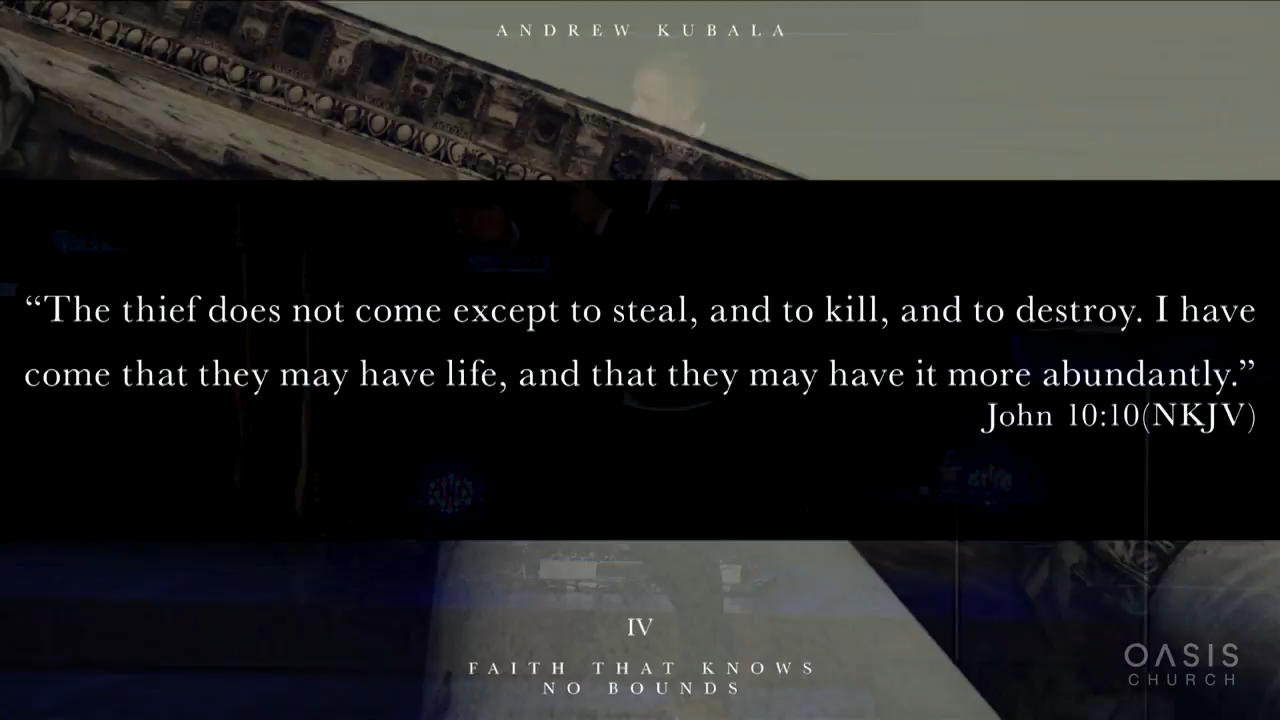 ANDREW KUBALA
“The thief does not come except to steal, and to kill, and to destroy. I have
come that they may have life, and that they may have it more abundantly.”
John 10:10(NKJV)
IV
FAITH THAT KNOWS
NO BOUNDS
OASIS
CHURCH